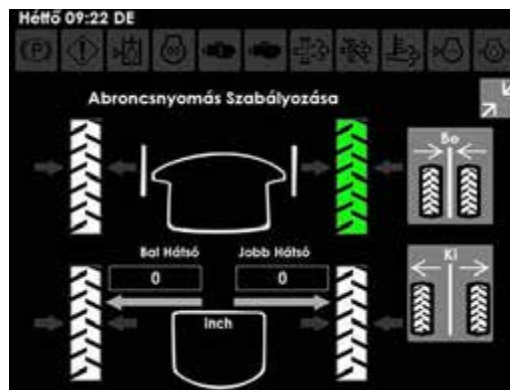 Hétfő 09:22 DE
Abroncsnyomás Szabályozása
Be
Bal Hátsó
Jobb Hátsó
0
0
Ki
Inch